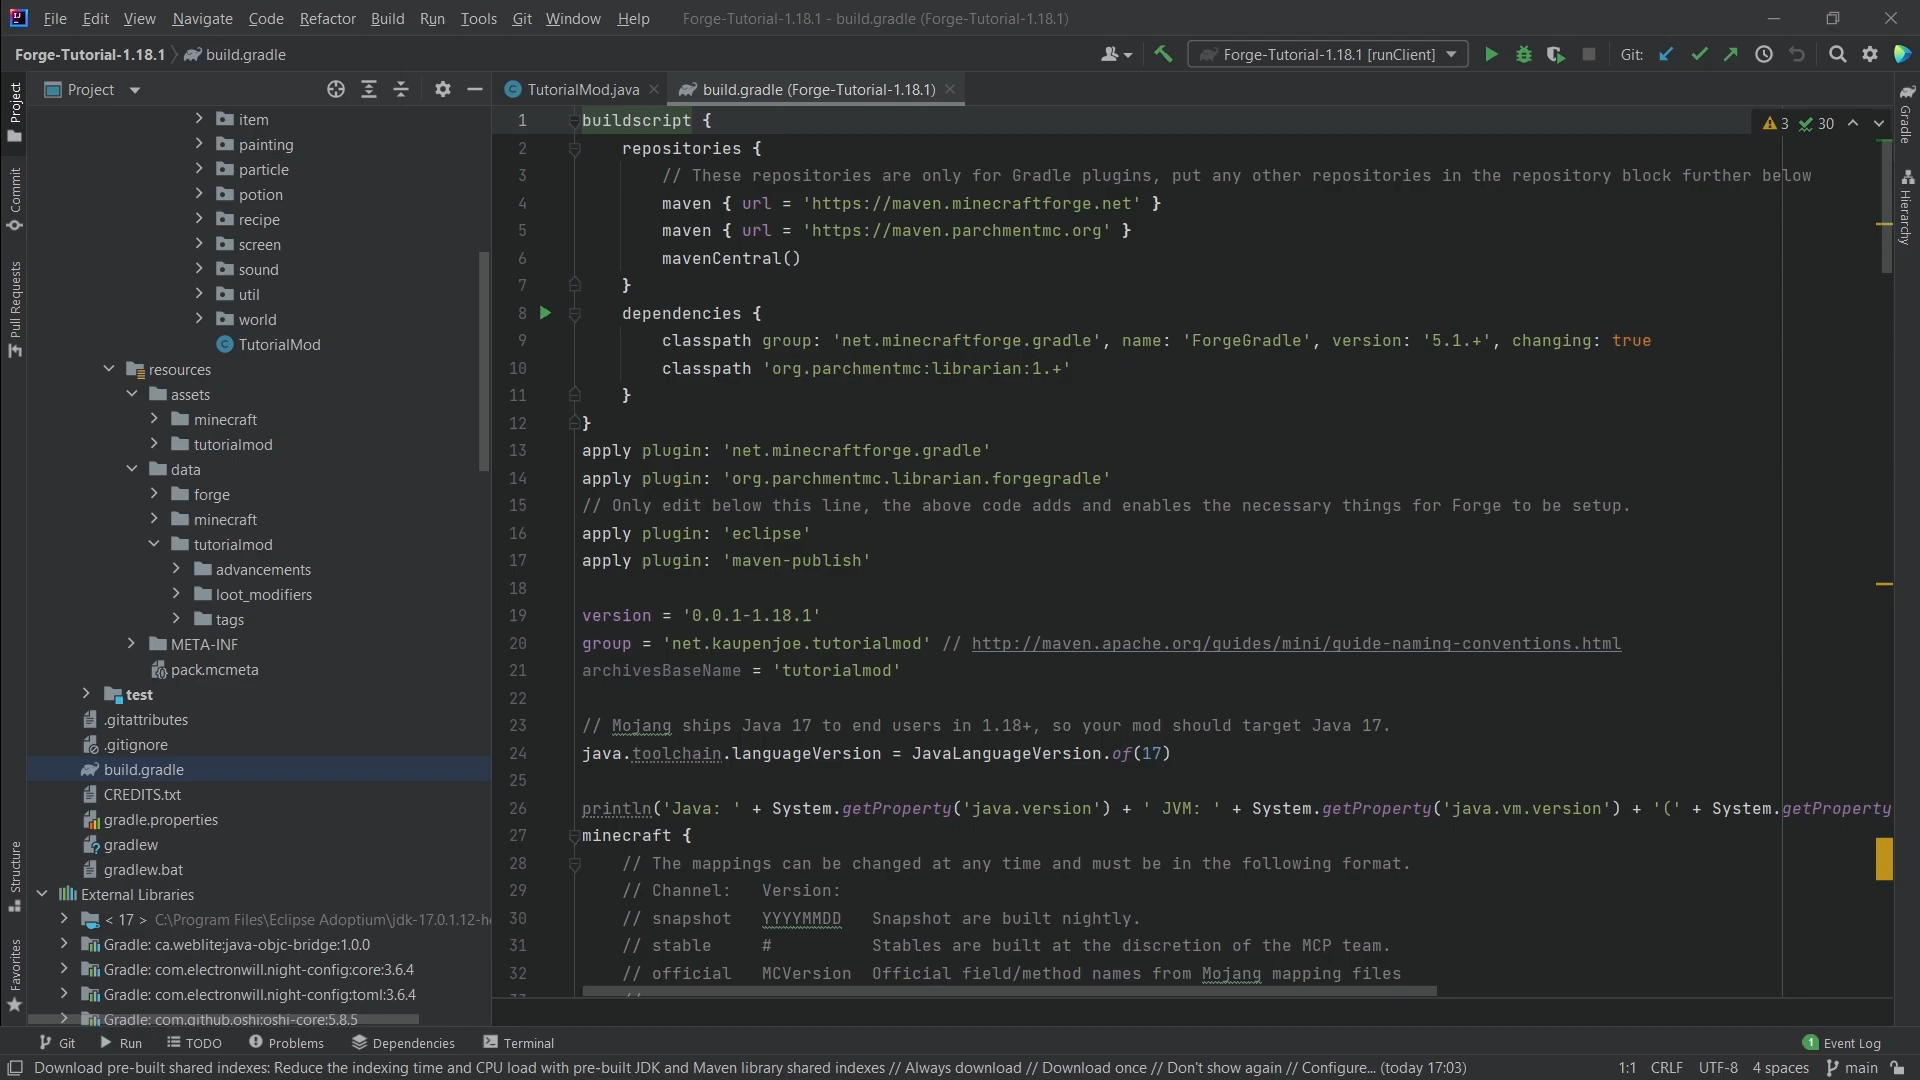 File Edit View Navigate Code Refactor Build Run Tools Git Window Help Forge-Tutorial-1.18.1 - build.gradle (Forge-Tutorial-1.18.1)
Forge-Tutorial-1.18.1 build.gradle Forge-Tutorial-1.18.1 [runClient] Git:
Project
Commit
Pull Requests
Structure
Favorites
Project
item
painting
particle
potion
recipe
screen
sound
util
world
TutorialMod
resources
assets
minecraft
tutorialmod
data
forge
minecraft
tutorialmod
advancements
loot_modifiers
tags
META-INF
pack.mcmeta
test
.gitattributes
.gitignore
build.gradle
CREDITS.txt
gradle.properties
gradlew
gradlew.bat
External Libraries
< 17 > C:\Program Files\Eclipse Adoptium\jdk-17.0.1.12-h
Gradle: ca.weblite:java-objc-bridge:1.0.0
Gradle: com.electronwill.night-config:core:3.6.4
Gradle: com.electronwill.night-config:toml:3.6.4
Gradle: com.github.oshi:oshi-core:5.8.5
TutorialMod.java build.gradle (Forge-Tutorial-1.18.1)
3 30
1 buildscript {
2 repositories {
3 // These repositories are only for Gradle plugins, put any other repositories in the repository block further below
4 maven { url = 'https://maven.minecraftforge.net' }
5 maven { url = 'https://maven.parchmentmc.org' }
6 mavenCentral()
7 }
8 dependencies {
9 classpath group: 'net.minecraftforge.gradle', name: 'ForgeGradle', version: '5.1.+', changing: true
10 classpath 'org.parchmentmc:librarian:1.+'
11 }
12 }
13 apply plugin: 'net.minecraftforge.gradle'
14 apply plugin: 'org.parchmentmc.librarian.forgegradle'
15 // Only edit below this line, the above code adds and enables the necessary things for Forge to be setup.
16 apply plugin: 'eclipse'
17 apply plugin: 'maven-publish'
18
19 version = '0.0.1-1.18.1'
20 group = 'net.kaupenjoe.tutorialmod' // http://maven.apache.org/guides/mini/guide-naming-conventions.html
21 archivesBaseName = 'tutorialmod'
22
23 // Mojang ships Java 17 to end users in 1.18+, so your mod should target Java 17.
24 java.toolchain.languageVersion = JavaLanguageVersion.of(17)
25
26 println('Java: ' + System.getProperty('java.version') + ' JVM: ' + System.getProperty('java.vm.version') + '(' + System.getProperty
27 minecraft {
28 // The mappings can be changed at any time and must be in the following format.
29 // Channel: Version:
30 // snapshot YYYYMMDD Snapshot are built nightly.
31 // stable # Stables are built at the discretion of the MCP team.
32 // official MCVersion Official field/method names from Mojang mapping files
Gradle
Hierarchy
Git Run TODO Problems Dependencies Terminal 1 Event Log
Download pre-built shared indexes: Reduce the indexing time and CPU load with pre-built JDK and Maven library shared indexes // Always download // Download once // Don't show again // Configure... (today 17:03) 1:1 CRLF UTF-8 4 spaces main